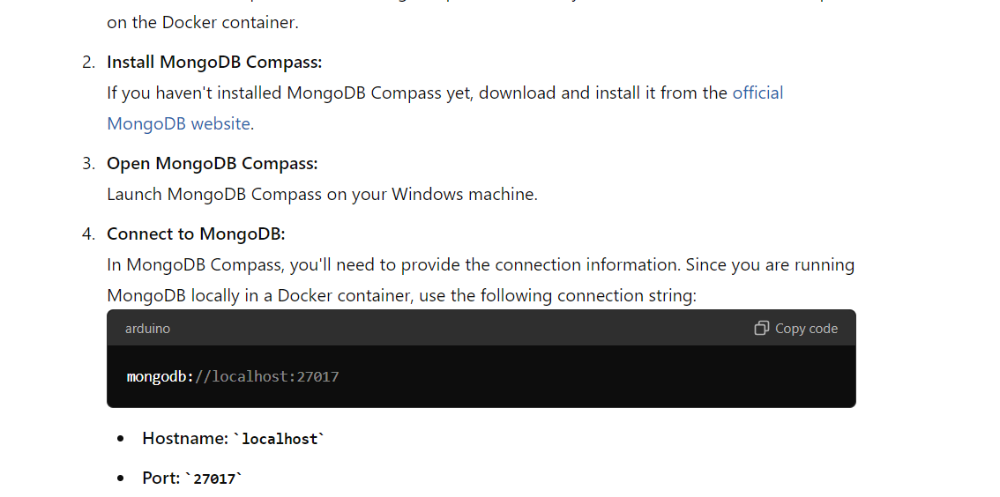 on the Docker container.
2. Install MongoDB Compass:
If you haven't installed MongoDB Compass yet, download and install it from the official
MongoDB website.
3. Open MongoDB Compass:
Launch MongoDB Compass on your Windows machine.
4. Connect to MongoDB:
In MongoDB Compass, you'll need to provide the connection information. Since you are running
MongoDB locally in a Docker container, use the following connection string:
arduino Copy code
mongodb://localhost:27017
• Hostname: `localhost`
• Port: `27017`